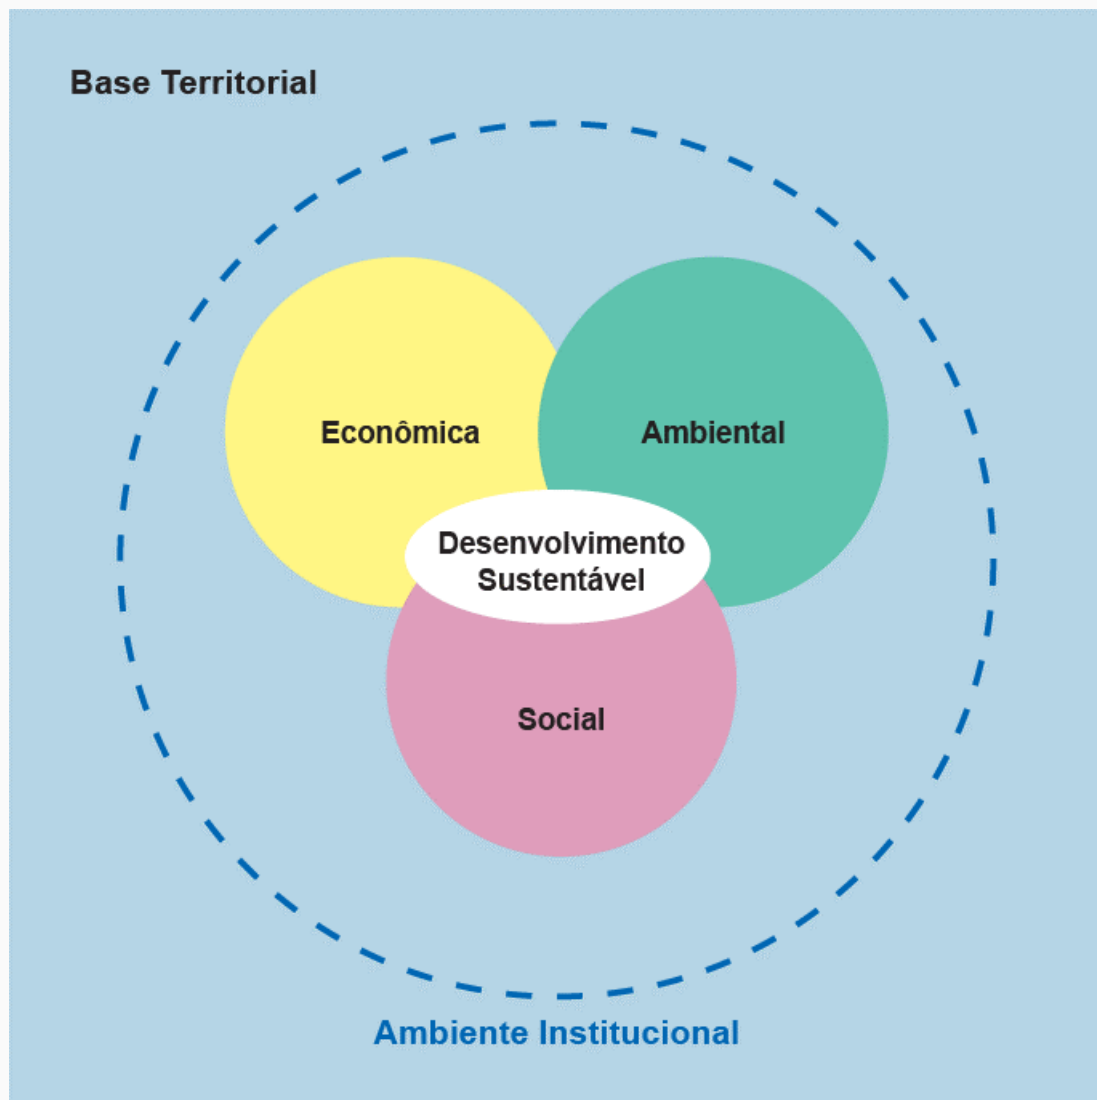 Base Territorial
Econômica
Ambiental
Desenvolvimento
Sustentável
Social
Ambiente Institucional